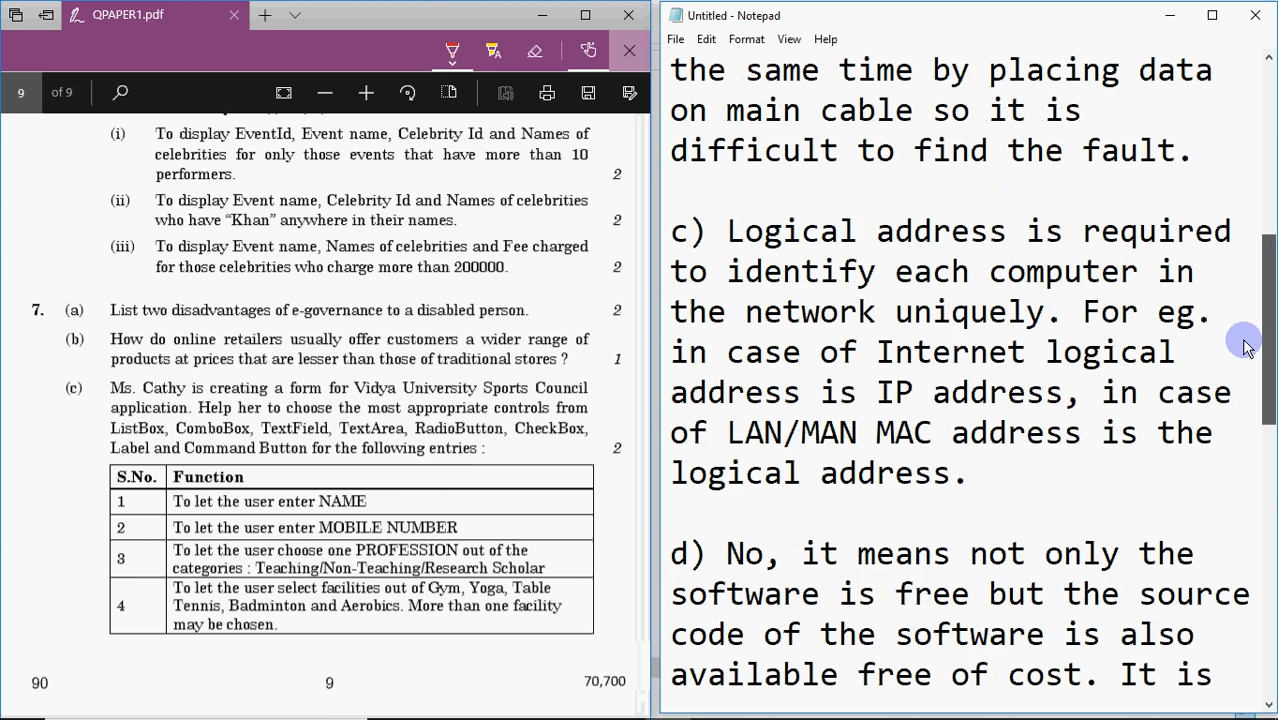 QPAPER1.pdf
9 of 9
(i) To display EventId, Event name, Celebrity Id and Names of
celebrities for only those events that have more than 10
performers. 2
(ii) To display Event name, Celebrity Id and Names of celebrities
who have “Khan” anywhere in their names. 2
(iii) To display Event name, Names of celebrities and Fee charged
for those celebrities who charge more than 200000. 2
7. (a) List two disadvantages of e-governance to a disabled person. 2
(b) How do online retailers usually offer customers a wider range of
products at prices that are lesser than those of traditional stores ? 1
(c) Ms. Cathy is creating a form for Vidya University Sports Council
application. Help her to choose the most appropriate controls from
ListBox, ComboBox, TextField, TextArea, RadioButton, CheckBox,
Label and Command Button for the following entries : 2
S.No. Function
1 To let the user enter NAME
2 To let the user enter MOBILE NUMBER
3 To let the user choose one PROFESSION out of the
categories : Teaching/Non-Teaching/Research Scholar
4 To let the user select facilities out of Gym, Yoga, Table
Tennis, Badminton and Aerobics. More than one facility
may be chosen.
90 9 70,700
Untitled - Notepad
File Edit Format View Help
the same time by placing data
on main cable so it is
difficult to find the fault.
c) Logical address is required
to identify each computer in
the network uniquely. For eg.
in case of Internet logical
address is IP address, in case
of LAN/MAN MAC address is the
logical address.
d) No, it means not only the
software is free but the source
code of the software is also
available free of cost. It is